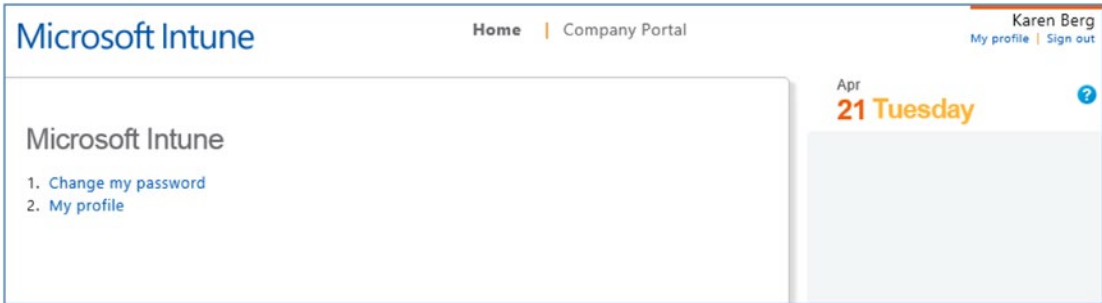 Microsoft Intune
Home | Company Portal
Karen Berg
My profile | Sign out
Apr
21 Tuesday
?
Microsoft Intune
1. Change my password
2. My profile